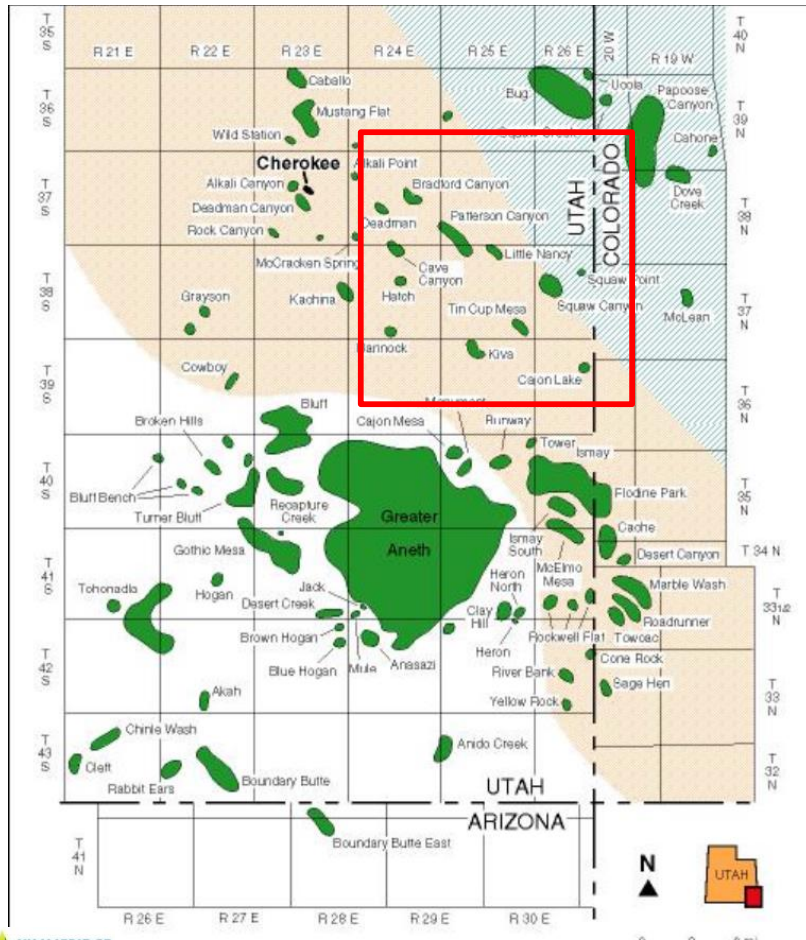 T
35
S
T
40
N
R 21 E
R 22 E
R 23 E
R 24 E
R 25 E
R 26 E
20 W
R 19 W
Caballo
Bug
Papoose
Canyon
T
36
S
T
39
N
Mustang Flat
Wild Station
Cahone
Cherokee
Alkali Point
Alkali Canyon
Bradford Canyon
UTAH
COLORADO
Dove
Creek
T
37
S
T
38
N
Deadman Canyon
Deadman
Patterson Canyon
Rock Canyon
McCracken Spring
Little Nancy
Cave
Canyon
Squaw Point
T
38
S
T
37
N
Grayson
Kachina
Hatch
Squaw Canyon
McLean
Tin Cup Mesa
Kiva
Cowboy
Cajon Lake
T
39
S
T
36
N
Bluff
Broken Hills
Cajon Mesa
Runway
Tower
Ismay
T
40
S
T
35
N
Bluff Bench
Recapture
Creek
Turner Bluff
Greater
Aneth
Flodine Park
Ismay
South
Cache
Gothic Mesa
McElmo
Mesa
Desert Canyon
T 34 N
T
41
S
Tohonadla
Hogan
Jack
Desert Creek
Heron
North
Marble Wash
T
33 1/2
N
Clay
Hill
Roadrunner
Brown Hogan
Rockwell Flat
Towoac
Heron
Blue Hogan
Mule
Anasazi
Cone Rock
T
42
S
T
33
N
River Bank
Sage Hen
Akah
Yellow Rock
Chinle Wash
T
43
S
Anido Creek
T
32
N
Cleft
Rabbit Ears
Boundary Butte
UTAH
ARIZONA
Boundary Butte East
T
41
N
N
UTAH
R 26 E
R 27 E
R 28 E
R 29 E
R 30 E